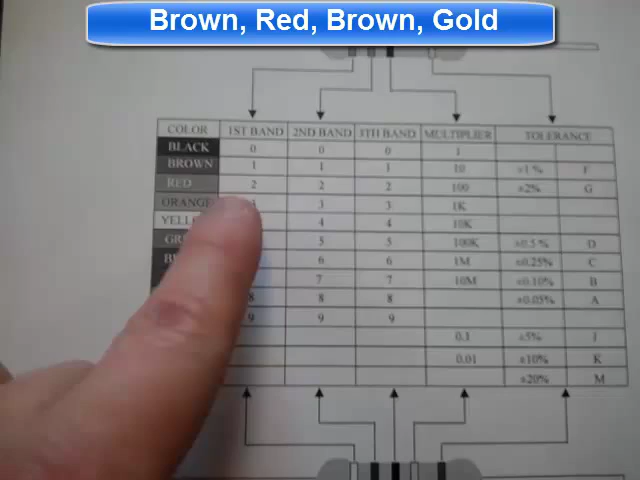 Brown, Red, Brown, Gold
COLOR 1ST BAND 2ND BAND 3TH BAND MULTIPLIER TOLERANCE
BLACK 0 0 0 1
BROWN 1 1 1 10 ±1 % F
RED 2 2 2 100 ±2% G
ORANGE 3 3 1K
4 4 10K
5 5 100K ±0.5 % D
6 6 1M ±0.25% C
7 7 10M ±0.10% B
8 8 8 ±0.05% A
9 9 9
0.1 ±5% J
0.01 ±10% K
±20% M